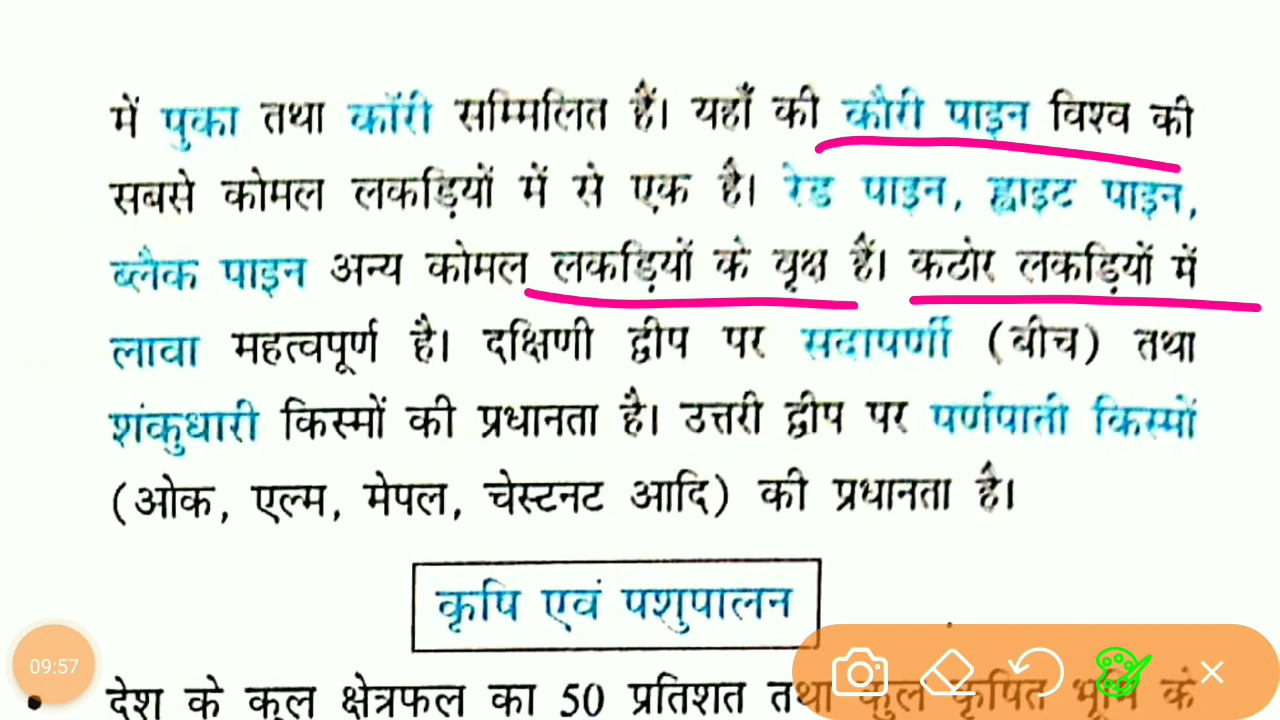 में पुका तथा कॉरी सम्मिलित हैं। यहाँ की कौरी पाइन विश्व की
सबसे कोमल लकड़ियों में से एक है। रेड पाइन, ह्वाइट पाइन,
ब्लैक पाइन अन्य कोमल लकड़ियों के वृक्ष हैं। कठोर लकड़ियों में
लावा महत्वपूर्ण है। दक्षिणी द्वीप पर सदापर्णी (बीच) तथा
शंकुधारी किस्मों की प्रधानता है। उत्तरी द्वीप पर पर्णपाती किस्मों
(ओक, एल्म, मेपल, चेस्टनट आदि) की प्रधानता है।
कृषि एवं पशुपालन
• देश के कुल क्षेत्रफल का 50 प्रतिशत तथा कुल कृषित भूमि के
09:57